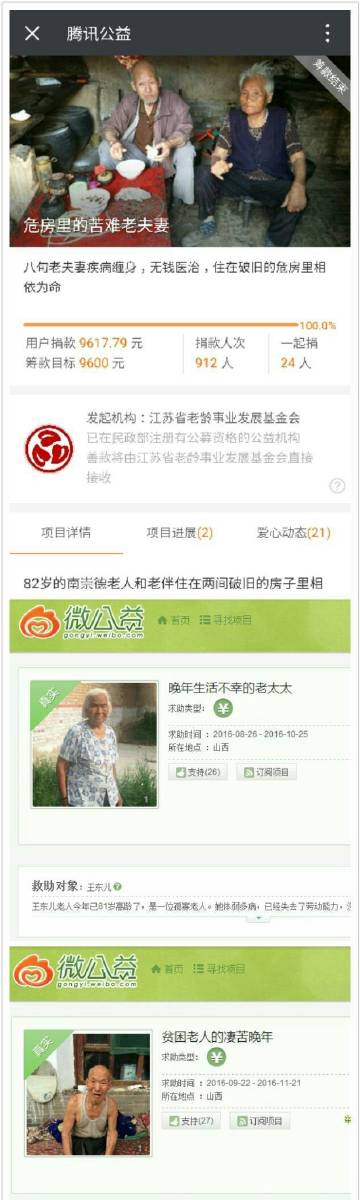 腾讯公益
筹款结束
危房里的苦难老夫妻
八旬老夫妻疾病缠身，无钱医治，住在破旧的危房里相
依为命
100.0%
用户捐款 9617.79 元
捐款人次
一起捐
筹款目标 9600 元
912 人
24 人
发起机构：江苏省老龄事业发展基金会
已在民政部注册有公募资格的公益机构
善款将由江苏省老龄事业发展基金会直接
接收
?
项目详情
项目进展(2)
爱心动态(21)
82岁的南崇德老人和老伴住在两间破旧的房子里相
微公益
gongyi.weibo.com
首页
寻找项目
真实
1
晚年生活不幸的老太太
求助类型：
¥
求助时间：2016-08-26 - 2016-10-25
所在地点：山西
支持(26)
订阅项目
救助对象：王东儿
?
王东儿老人今年已81岁高龄了，是一位孤寡老人。她体弱多病，已经失去了劳动能力，
微公益
gongyi.weibo.com
首页
寻找项目
真实
贫困老人的凄苦晚年
求助类型：
¥
求助时间：2016-09-22 - 2016-11-21
所在地点：山西
支持(27)
订阅项目